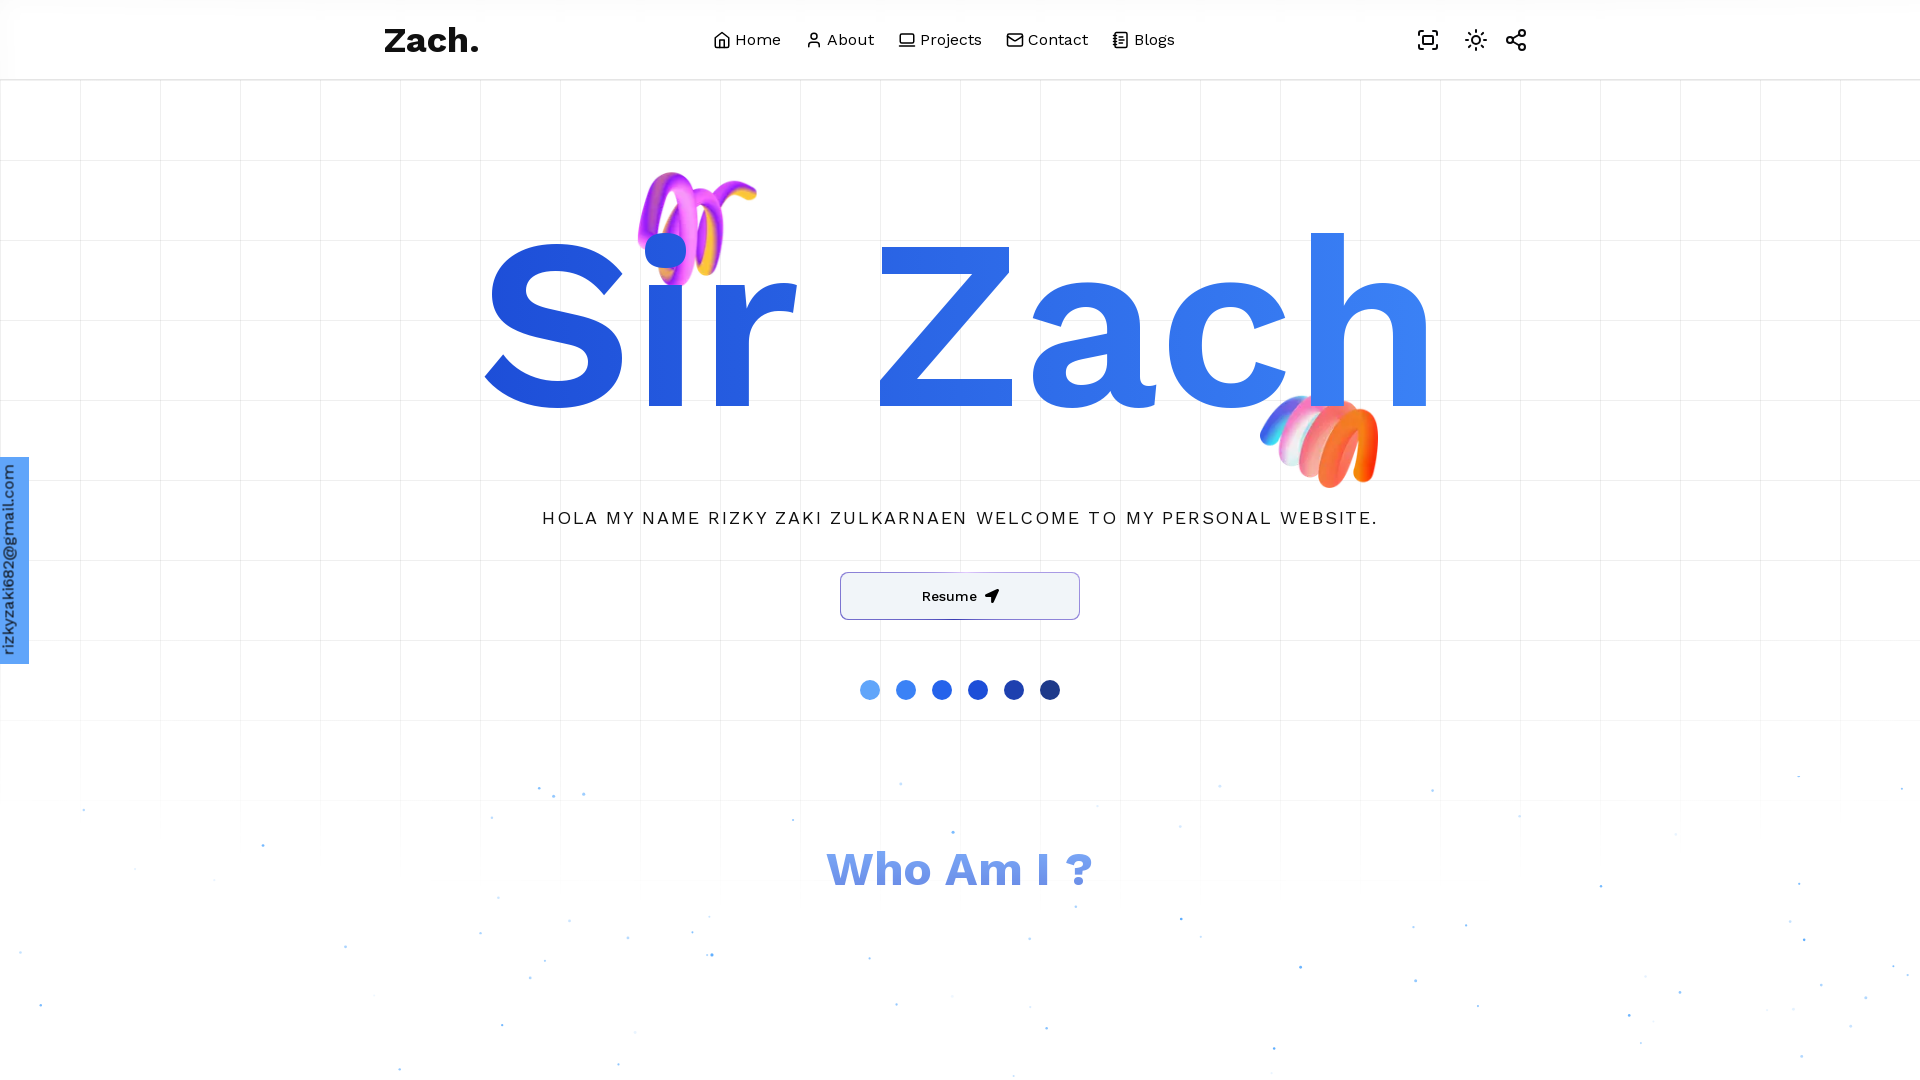 Zach.
Home
About
Projects
Contact
Blogs
Sir Zach
rizkyzaki682@gmail.com
HOLA MY NAME RIZKY ZAKI ZULKARNAEN WELCOME TO MY PERSONAL WEBSITE.
Resume
Who Am I ?